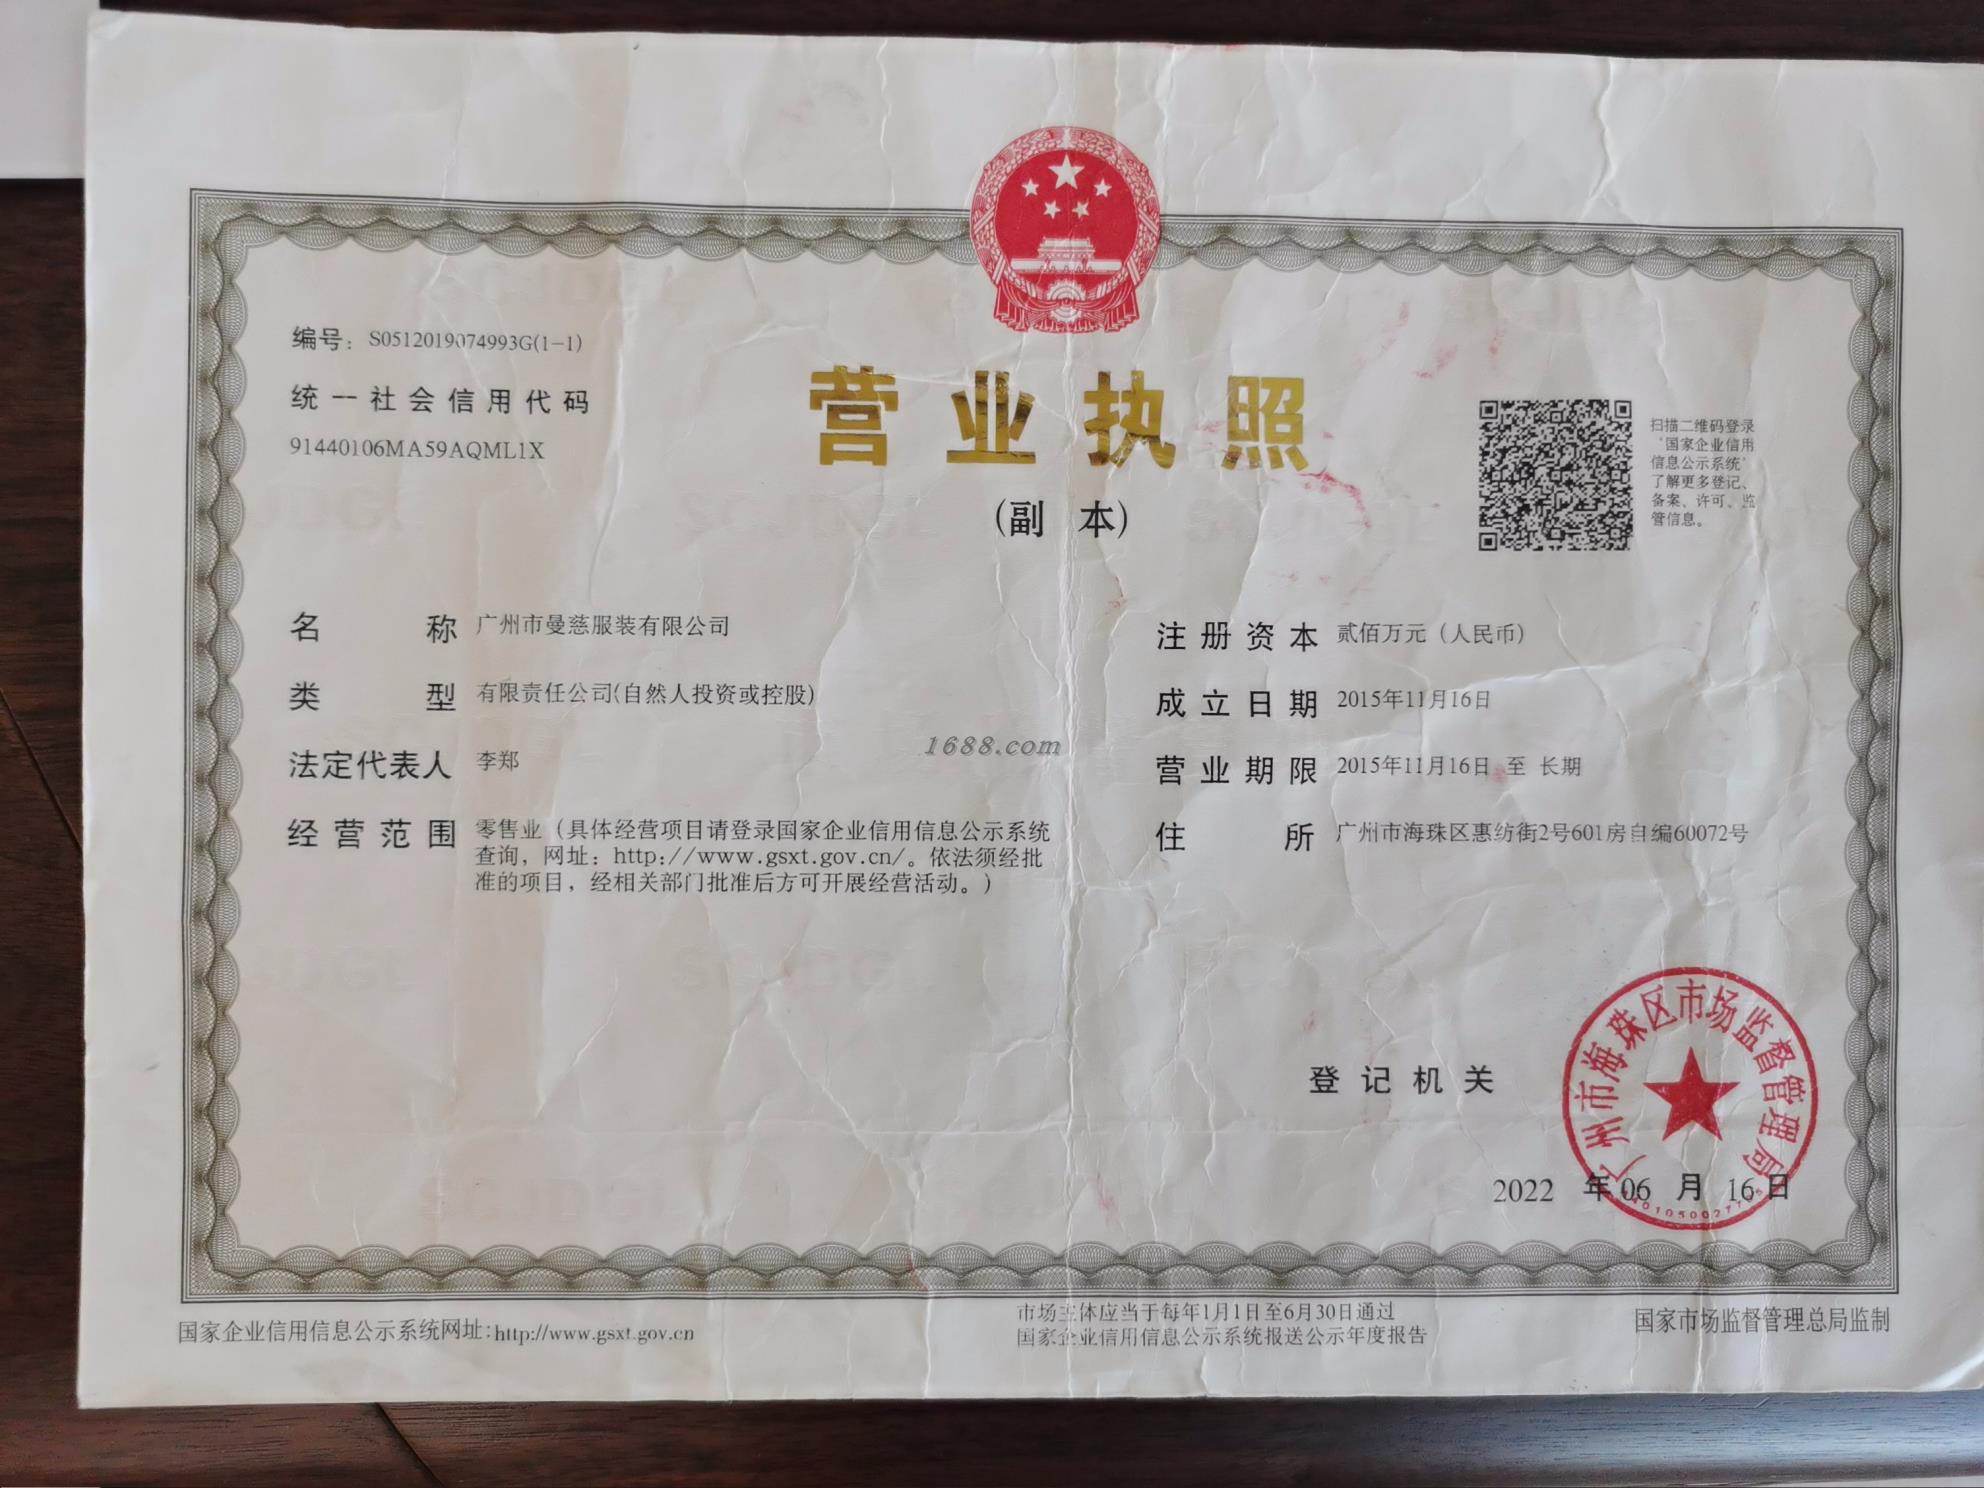 编号：S0512019074993G(1-1)
统一社会信用代码
91440106MA59AQML1X
营业执照
(副本)
扫描二维码登录
‘国家企业信用
信息公示系统’
了解更多登记、
备案、许可、监
管信息。
名称 广州市曼慈服装有限公司
类型 有限责任公司(自然人投资或控股)
法定代表人 李郑
经营范围 零售业（具体经营项目请登录国家企业信用信息公示系统
查询，网址：http://www.gsxt.gov.cn/。依法须经批
准的项目，经相关部门批准后方可开展经营活动。）
1688.com
注册资本 贰佰万元（人民币）
成立日期 2015年11月16日
营业期限 2015年11月16日 至 长期
住所 广州市海珠区惠纺街2号601房自编60072号
登记机关
广州市海珠区市场监督管理局
2022 年 06 月 16 日
国家企业信用信息公示系统网址：http://www.gsxt.gov.cn
市场主体应当于每年1月1日至6月30日通过
国家企业信用信息公示系统报送公示年度报告
国家市场监督管理总局监制